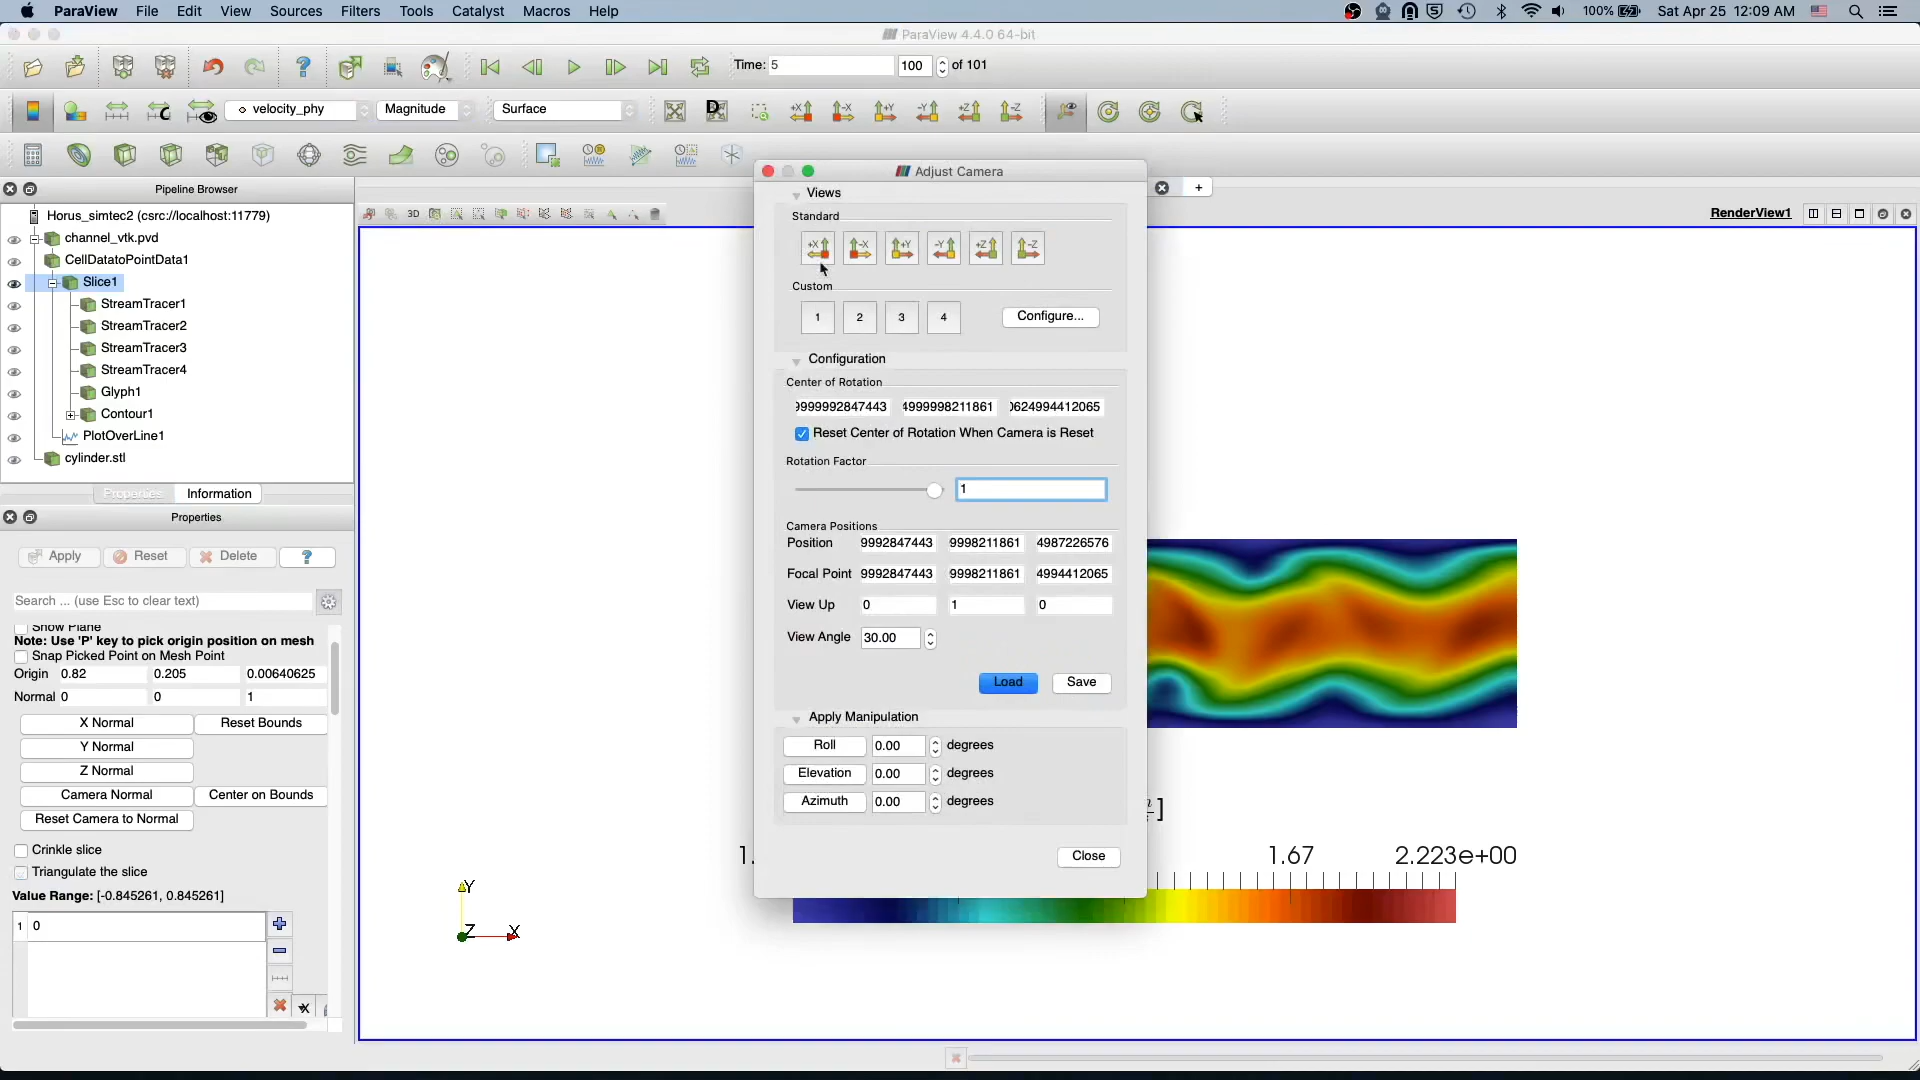 ParaView File Edit View Sources Filters Tools Catalyst Macros Help 100% Sat Apr 25 12:09 AM
ParaView 4.4.0 64-bit
Time: 5 100 of 101
velocity_phy Magnitude Surface
D +X -X +Y -Y +Z -Z
C
Pipeline Browser
Horus_simtec2 (csrc://localhost:11779)
channel_vtk.pvd
CellDatatoPointData1
Slice1
StreamTracer1
StreamTracer2
StreamTracer3
StreamTracer4
Glyph1
Contour1
PlotOverLine1
cylinder.stl
Properties Information
Properties
Apply Reset Delete ?
Search ... (use Esc to clear text)
Show Plane
Note: Use 'P' key to pick origin position on mesh
Snap Picked Point on Mesh Point
Origin 0.82 0.205 0.00640625
Normal 0 0 1
X Normal Reset Bounds
Y Normal
Z Normal
Camera Normal Center on Bounds
Reset Camera to Normal
Crinkle slice
Triangulate the slice
Value Range: [-0.845261, 0.845261]
1 0
3D
RenderView1
Adjust Camera
Views
Standard
+X -X +Y -Y +Z -Z
Custom
1 2 3 4 Configure...
Configuration
Center of Rotation
9999992847443 4999998211861 0624994412065
Reset Center of Rotation When Camera is Reset
Rotation Factor
1
Camera Positions
Position 9992847443 9998211861 4987226576
Focal Point 9992847443 9998211861 4994412065
View Up 0 1 0
View Angle 30.00
Load Save
Apply Manipulation
Roll 0.00 degrees
Elevation 0.00 degrees
Azimuth 0.00 degrees
Close
]
1. 1.67 2.223e+00
Y
Z X